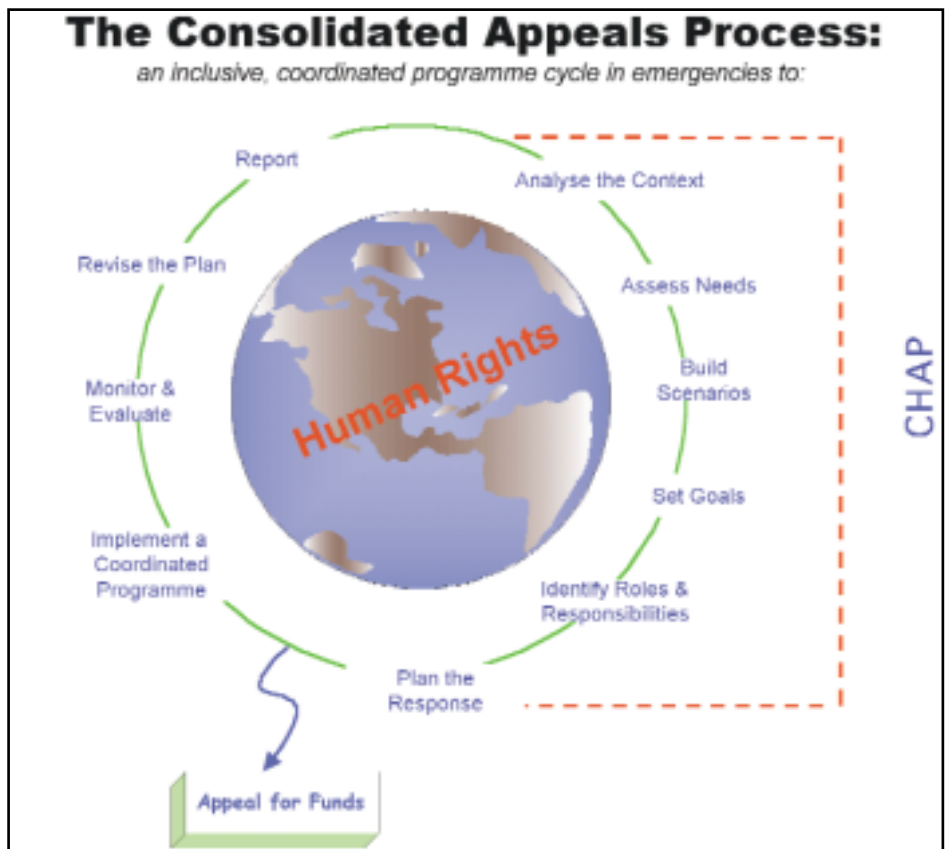 The Consolidated Appeals Process:
an inclusive, coordinated programme cycle in emergencies to:
Analyse the Context
Assess Needs
Build
Scenarios
Set Goals
Identify Roles &
Responsibilities
Plan the
Response
Implement a
Coordinated
Programme
Monitor &
Evaluate
Revise the Plan
Report
Human Rights
CHAP
Appeal for Funds